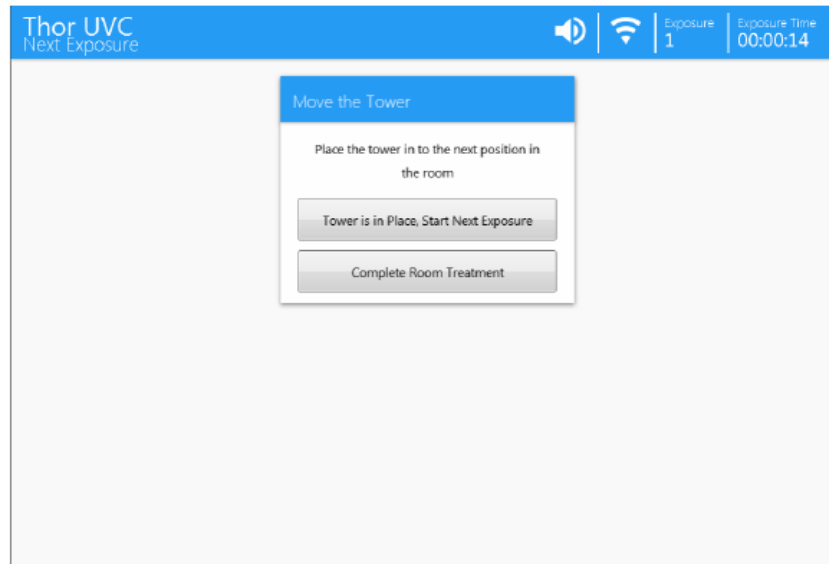 Thor UVC
Next Exposure
Exposure
1
Exposure Time
00:00:14
Move the Tower
Place the tower in to the next position in
the room
Tower is in Place, Start Next Exposure
Complete Room Treatment